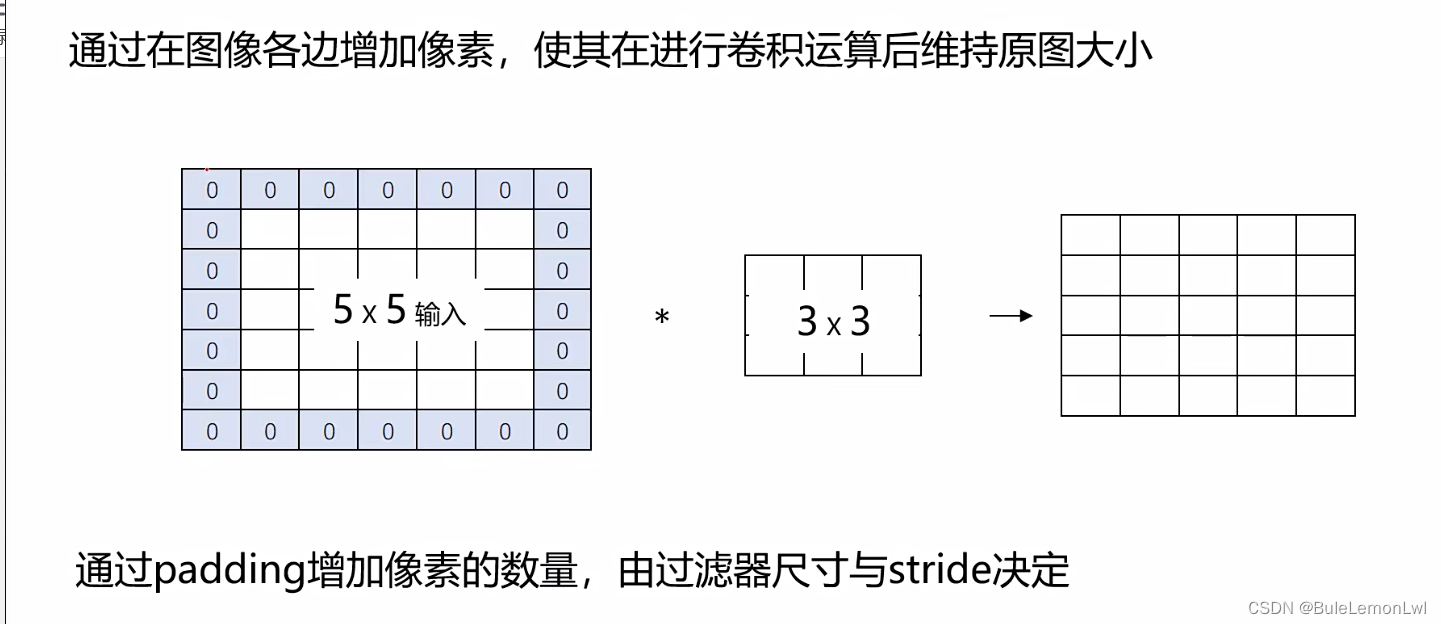 通过在图像各边增加像素，使其在进行卷积运算后维持原图大小
0 0 0 0 0 0 0
0 0
0 0
0 5 x 5 输入 0
0 0
0 0
0 0 0 0 0 0 0
*
3 x 3
通过padding增加像素的数量，由过滤器尺寸与stride决定
CSDN @BuleLemonLwl